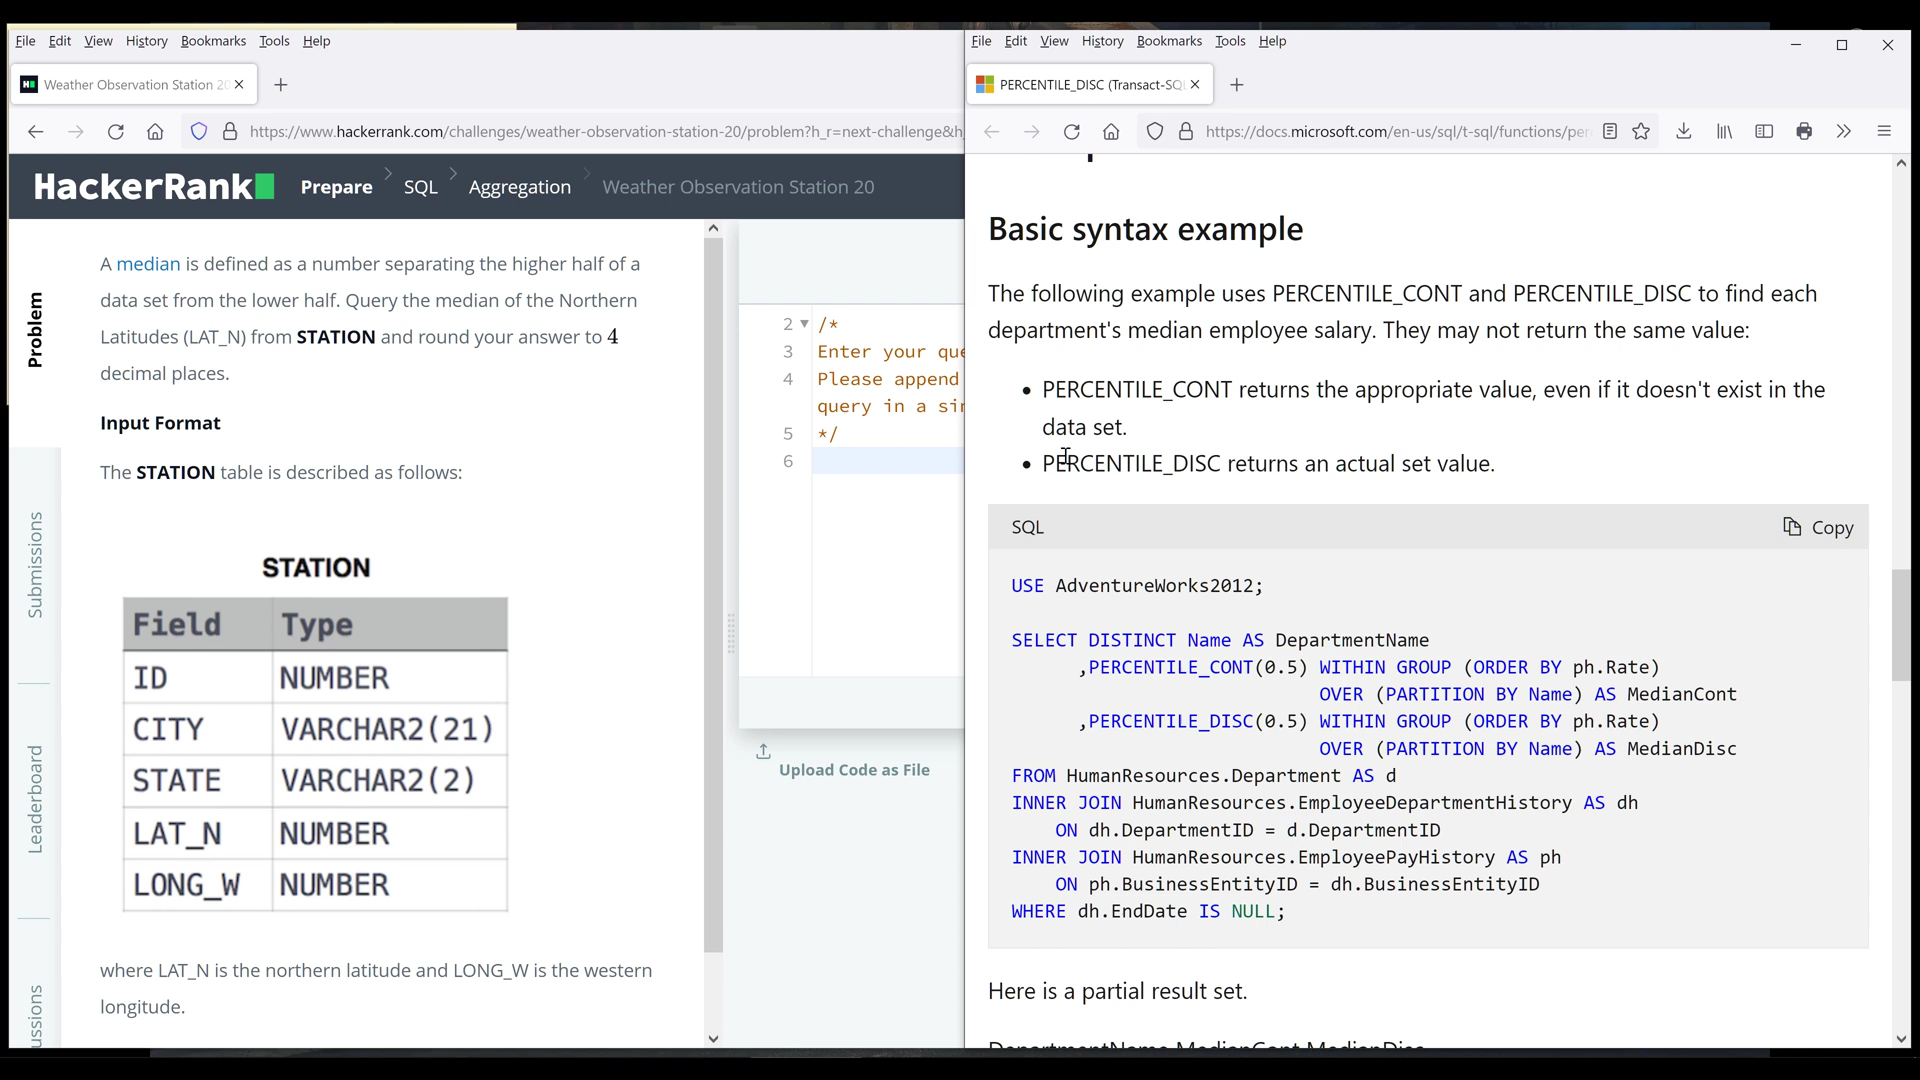 File Edit View History Bookmarks Tools Help
Weather Observation Station 20
https://www.hackerrank.com/challenges/weather-observation-station-20/problem?h_r=next-challenge&h_
HackerRank Prepare SQL Aggregation Weather Observation Station 20
Problem
Submissions
Leaderboard
A median is defined as a number separating the higher half of a
data set from the lower half. Query the median of the Northern
Latitudes (LAT_N) from STATION and round your answer to 4
decimal places.
Input Format
The STATION table is described as follows:
STATION
Field Type
ID NUMBER
CITY VARCHAR2(21)
STATE VARCHAR2(2)
LAT_N NUMBER
LONG_W NUMBER
where LAT_N is the northern latitude and LONG_W is the western
longitude.
2 /*
3 Enter your que
4 Please append
query in a sin
5 */
6
Upload Code as File
File Edit View History Bookmarks Tools Help
PERCENTILE_DISC (Transact-SQL
https://docs.microsoft.com/en-us/sql/t-sql/functions/per
Basic syntax example
The following example uses PERCENTILE_CONT and PERCENTILE_DISC to find each
department's median employee salary. They may not return the same value:
• PERCENTILE_CONT returns the appropriate value, even if it doesn't exist in the
data set.
• PERCENTILE_DISC returns an actual set value.
SQL Copy
USE AdventureWorks2012;
SELECT DISTINCT Name AS DepartmentName
,PERCENTILE_CONT(0.5) WITHIN GROUP (ORDER BY ph.Rate)
OVER (PARTITION BY Name) AS MedianCont
,PERCENTILE_DISC(0.5) WITHIN GROUP (ORDER BY ph.Rate)
OVER (PARTITION BY Name) AS MedianDisc
FROM HumanResources.Department AS d
INNER JOIN HumanResources.EmployeeDepartmentHistory AS dh
ON dh.DepartmentID = d.DepartmentID
INNER JOIN HumanResources.EmployeePayHistory AS ph
ON ph.BusinessEntityID = dh.BusinessEntityID
WHERE dh.EndDate IS NULL;
Here is a partial result set.
DepartmentName MedianCont MedianDisc